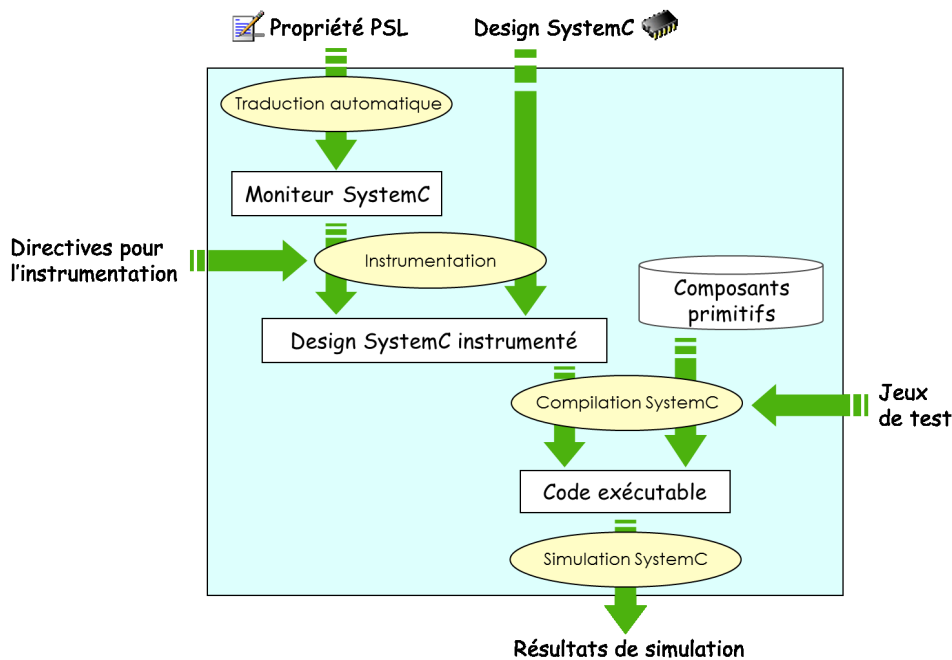 Propriété PSL
Design SystemC
Traduction automatique
Moniteur SystemC
Directives pour
l'instrumentation
Instrumentation
Composants
primitifs
Design SystemC instrumenté
Compilation SystemC
Jeux
de test
Code exécutable
Simulation SystemC
Résultats de simulation